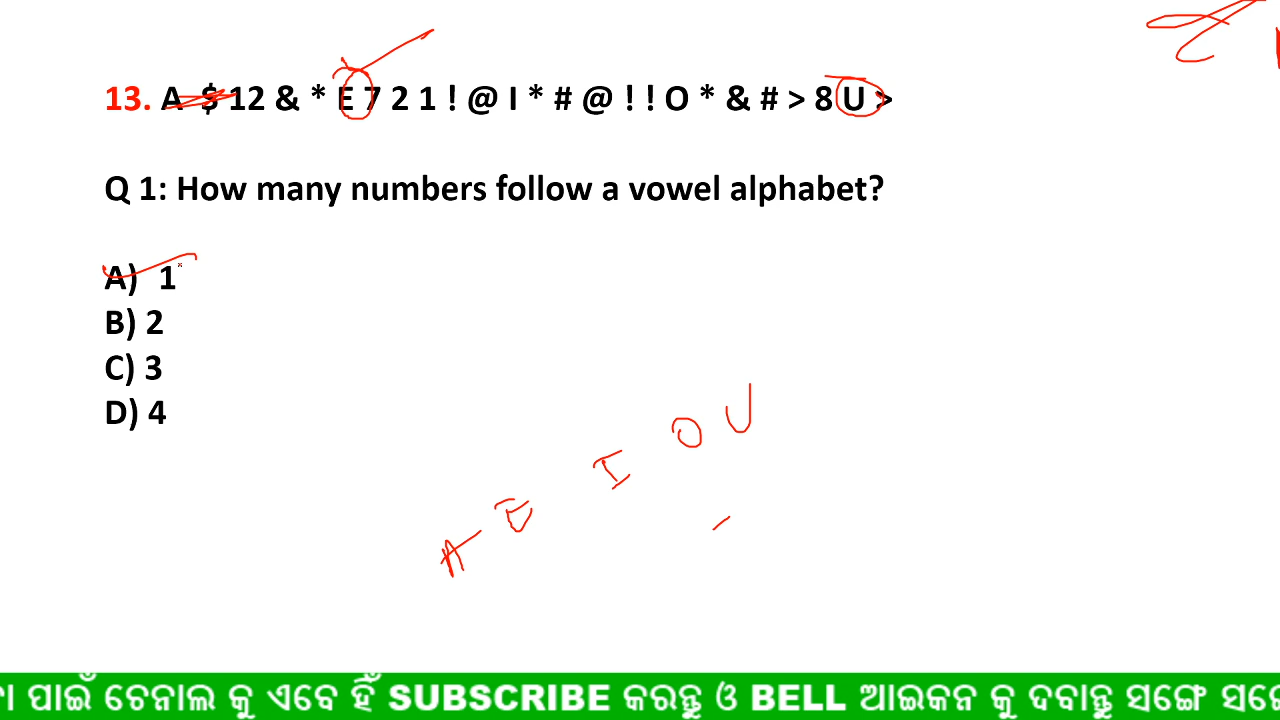 13. A $ 12 & * E 7 2 1 ! @ I * # @ ! ! O * & # > 8 U >
Q 1: How many numbers follow a vowel alphabet?
A) 1
B) 2
C) 3
D) 4
A E I O U
ପାଇଁ ଚେନାଲ କୁ ଏବେ ହିଁ SUBSCRIBE କରନ୍ତୁ ଓ BELL ଆଇକନ କୁ ଦବାନ୍ତୁ ସଙ୍ଗେ